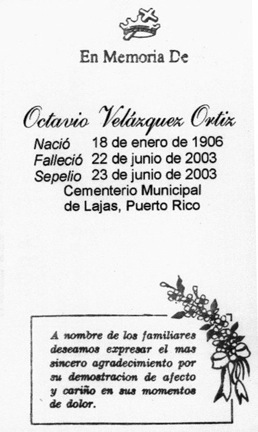 En Memoria De
Octavio Velázquez Ortiz
Nació 18 de enero de 1906
Falleció 22 de junio de 2003
Sepelio 23 de junio de 2003
Cementerio Municipal
de Lajas, Puerto Rico
A nombre de los familiares
deseamos expresar el mas
sincero agradecimiento por
su demostracion de afecto
y cariño en sus momentos
de dolor.